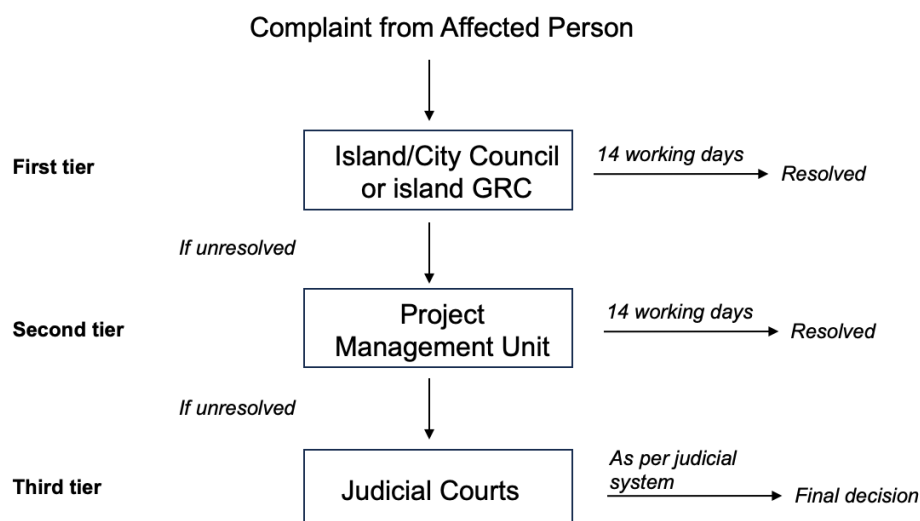 Complaint from Affected Person
First tier
Island/City Council
or island GRC
14 working days
Resolved
If unresolved
Second tier
Project
Management Unit
14 working days
Resolved
If unresolved
Third tier
Judicial Courts
As per judicial
system
Final decision